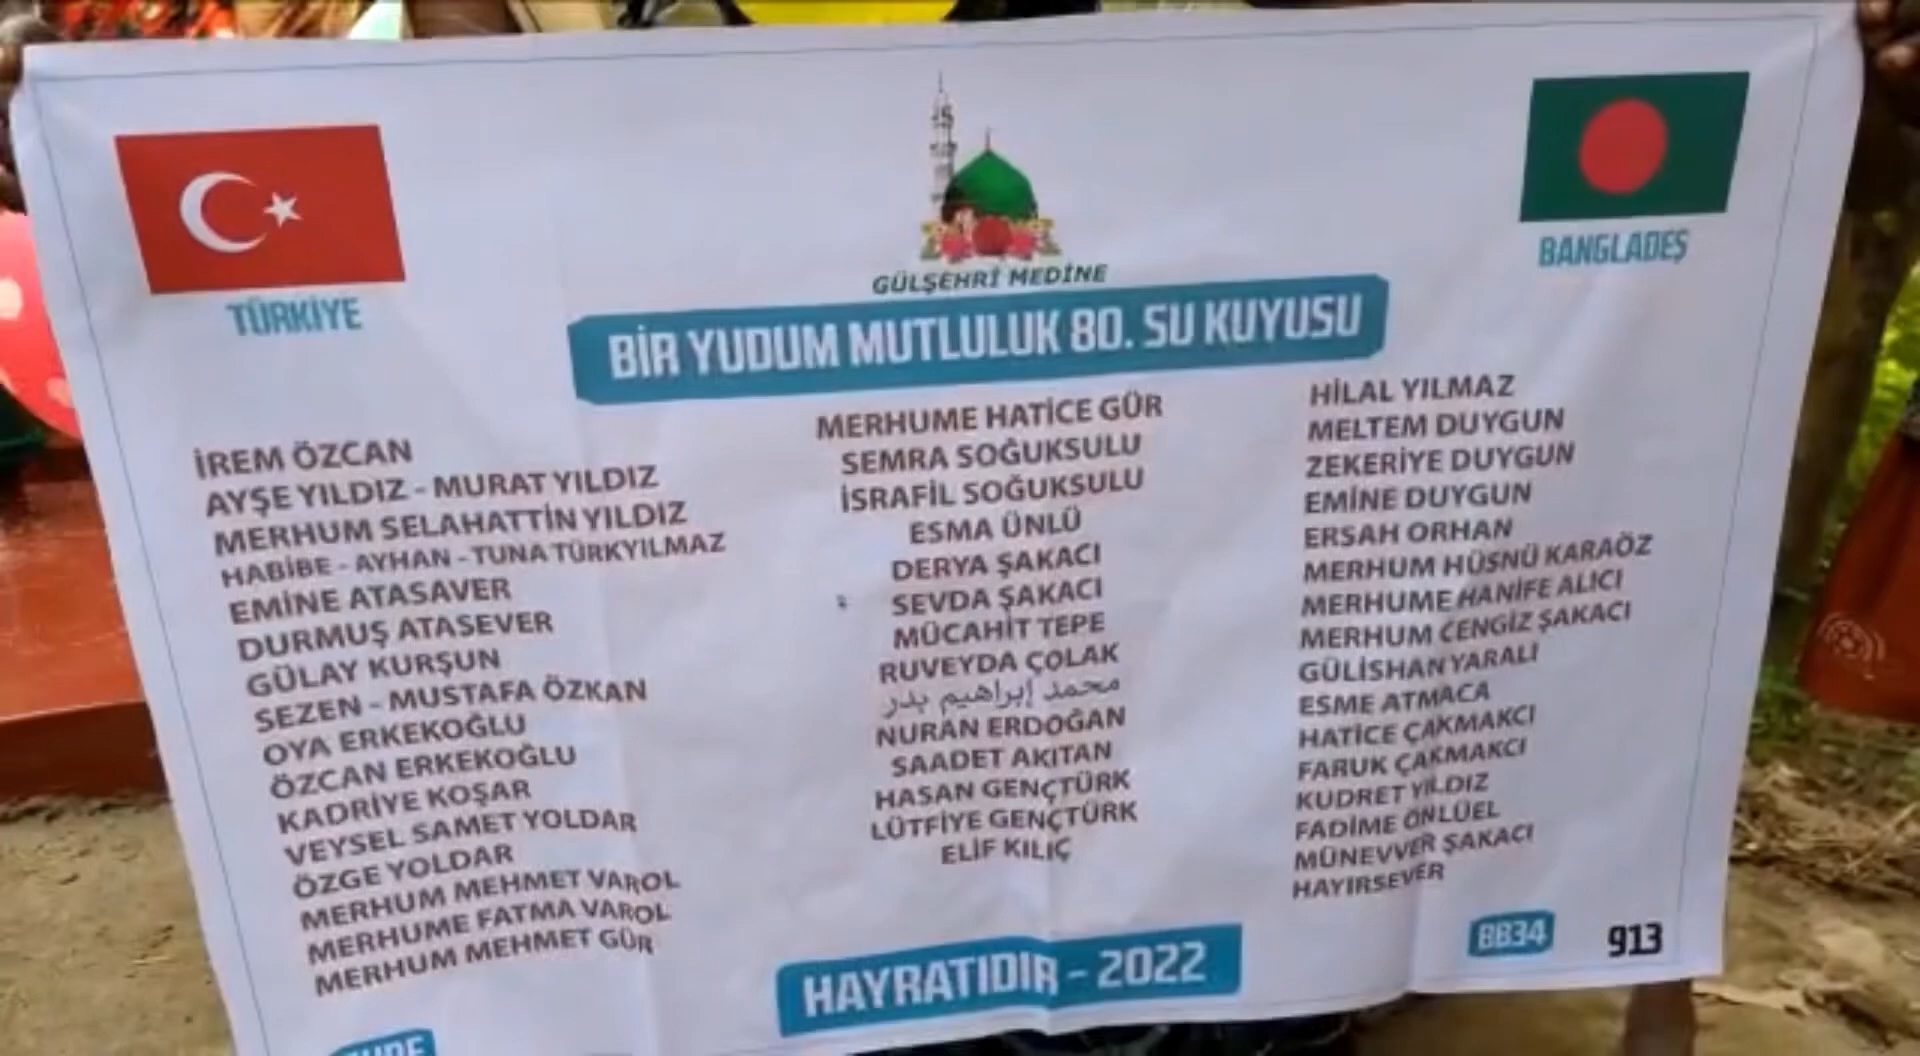 GÜLŞEHRİ MEDİNE
TÜRKİYE
BANGLADEŞ
BİR YUDUM MUTLULUK 80. SU KUYUSU
İREM ÖZCAN
AYŞE YILDIZ - MURAT YILDIZ
MERHUM SELAHATTİN YILDIZ
HABİBE - AYHAN - TUNA TÜRKYILMAZ
EMİNE ATASAVER
DURMUŞ ATASEVER
GÜLAY KURŞUN
SEZEN - MUSTAFA ÖZKAN
OYA ERKEKOĞLU
ÖZCAN ERKEKOĞLU
KADRİYE KOŞAR
VEYSEL SAMET YOLDAR
ÖZGE YOLDAR
MERHUM MEHMET VAROL
MERHUME FATMA VAROL
MERHUM MEHMET GÜR
MERHUME HATİCE GÜR
SEMRA SOĞUKSULU
İSRAFİL SOĞUKSULU
ESMA ÜNLÜ
DERYA ŞAKACI
SEVDA ŞAKACI
MÜCAHİT TEPE
RUVEYDA ÇOLAK
محمد إبراهيم بدر
NURAN ERDOĞAN
SAADET AKITAN
HASAN GENÇTÜRK
LÜTFİYE GENÇTÜRK
ELİF KILIÇ
HİLAL YILMAZ
MELTEM DUYGUN
ZEKERİYE DUYGUN
EMİNE DUYGUN
ERSAH ORHAN
MERHUM HÜSNÜ KARAÖZ
MERHUME HANİFE ALICI
MERHUM CENGİZ ŞAKACI
GÜLİSHAN YARALI
ESME ATMACA
HATİCE ÇAKMAKCI
FARUK ÇAKMAKCI
KUDRET YILDIZ
FADİME ÖNLÜEL
MÜNEVVER ŞAKACI
HAYIRSEVER
BB34
913
HAYRATIDIR - 2022